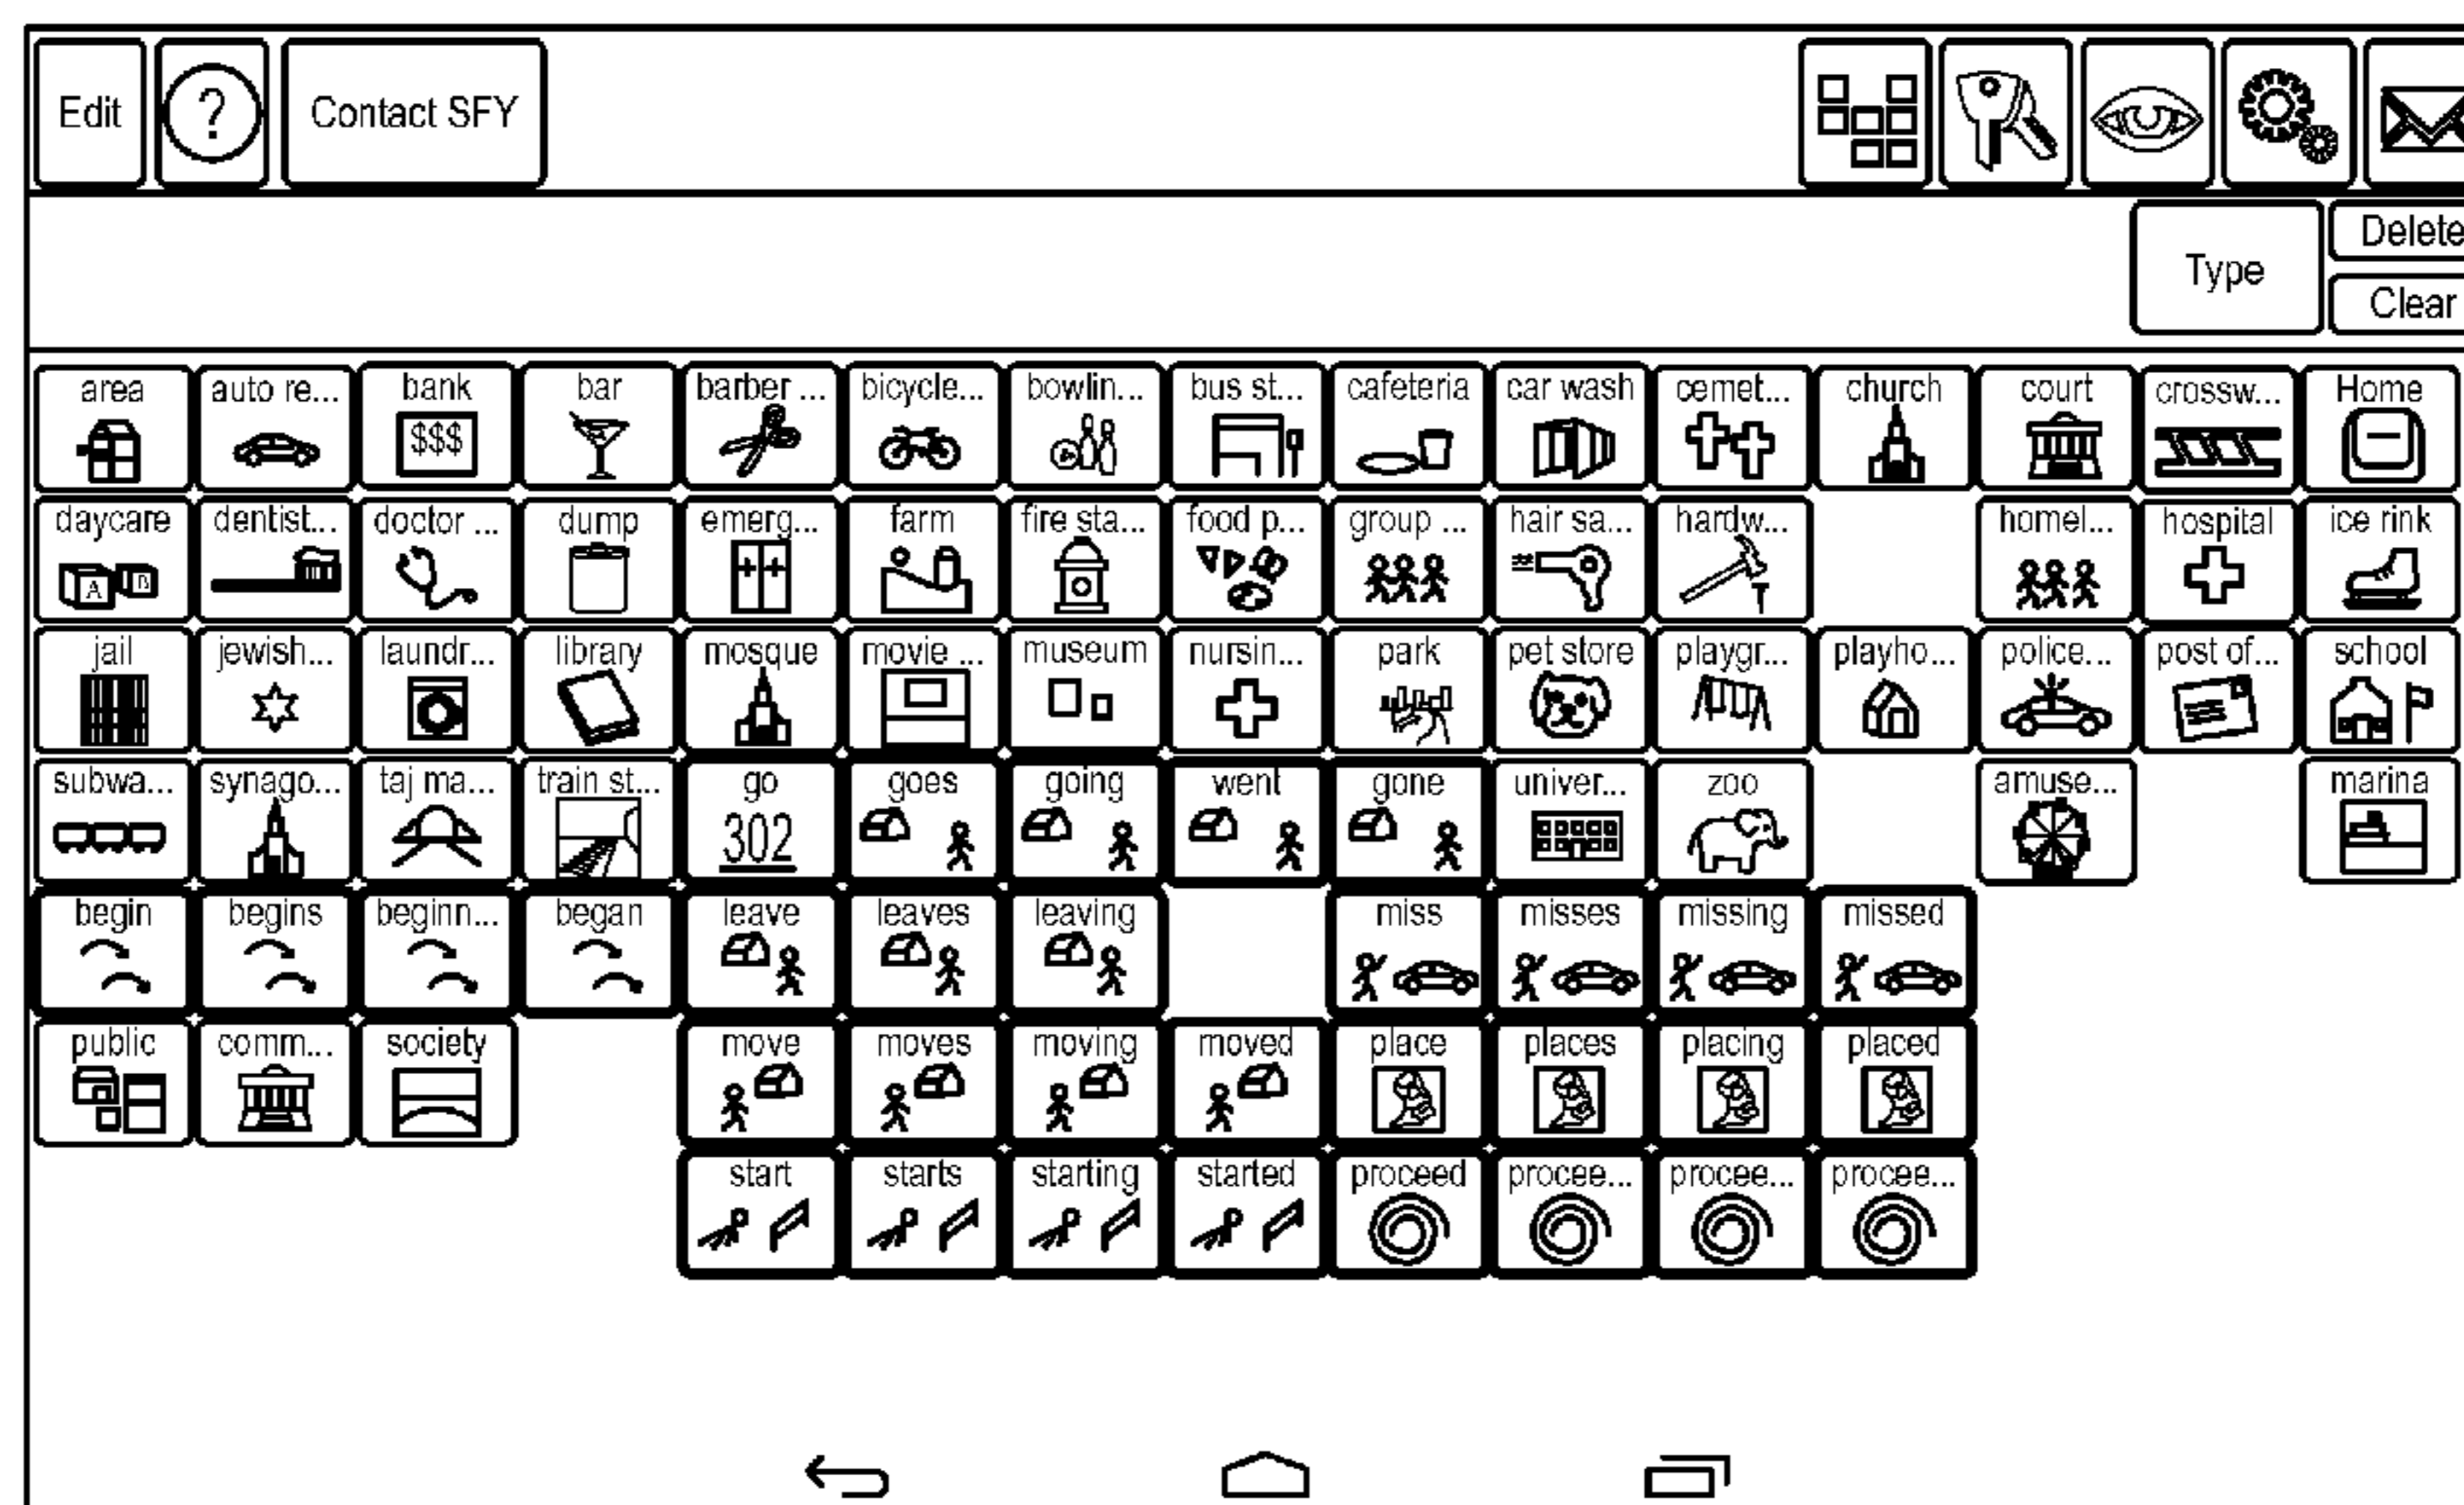 Edit ? Contact SFY
Delete
Type
Clear
area auto re... bank bar barber ... bicycle... bowlin... bus st... cafeteria car wash cemet... church court crossw... Home
$$$
daycare dentist... doctor ... dump emerg... farm fire sta... food p... group ... hair sa... hardw... homel... hospital ice rink
A B
jail jewish... laundr... library mosque movie ... museum nursin... park pet store playgr... playho... police... post of... school
subwa... synago... taj ma... train st... go goes going went gone univer... zoo amuse... marina
302
begin begins beginn... began leave leaves leaving miss misses missing missed
public comm... society move moves moving moved place places placing placed
start starts starting started proceed procee... procee... procee...